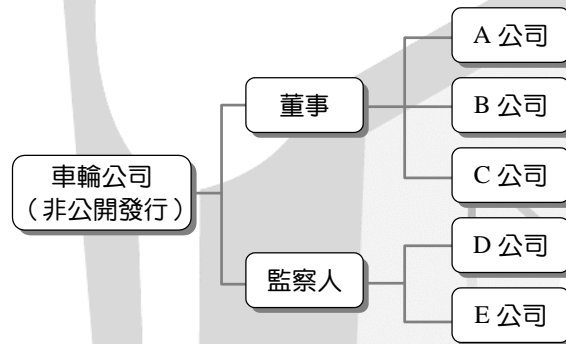 A 公司
董事
B 公司
車輪公司
（非公開發行）
C 公司
監察人
D 公司
E 公司